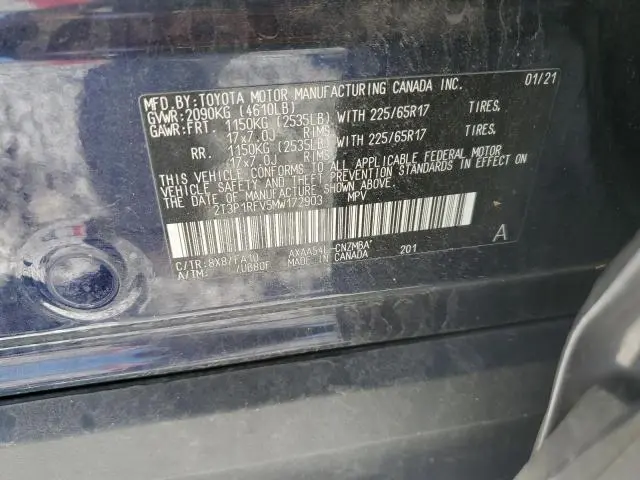 MFD.BY:TOYOTA MOTOR MANUFACTURING CANADA INC. 01/21
GVWR:2090KG (4610LB)
GAWR:FRT. 1150KG (2535LB) WITH 225/65R17 TIRES,
17x7.0J RIMS
RR. 1150KG (2535LB) WITH 225/65R17 TIRES,
17x7.0J RIMS
THIS VEHICLE CONFORMS TO ALL APPLICABLE FEDERAL MOTOR
VEHICLE SAFETY AND THEFT PREVENTION STANDARDS IN EFFECT
ON THE DATE OF MANUFACTURE SHOWN ABOVE.
2T3P1RFV5MW172903 MPV
C/TR:8X8/FA10 AXAA54L-CNZMBA 201 A
A/TM: /UB80F MADE IN CANADA